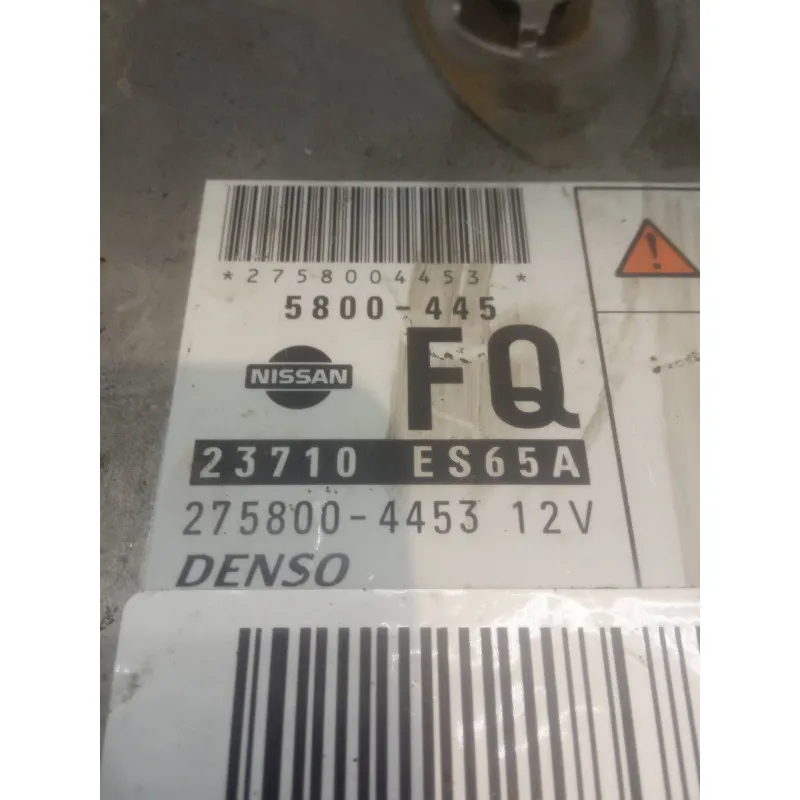 *2758004453*
5800-445
NISSAN FQ
23710 ES65A
275800-4453 12V
DENSO